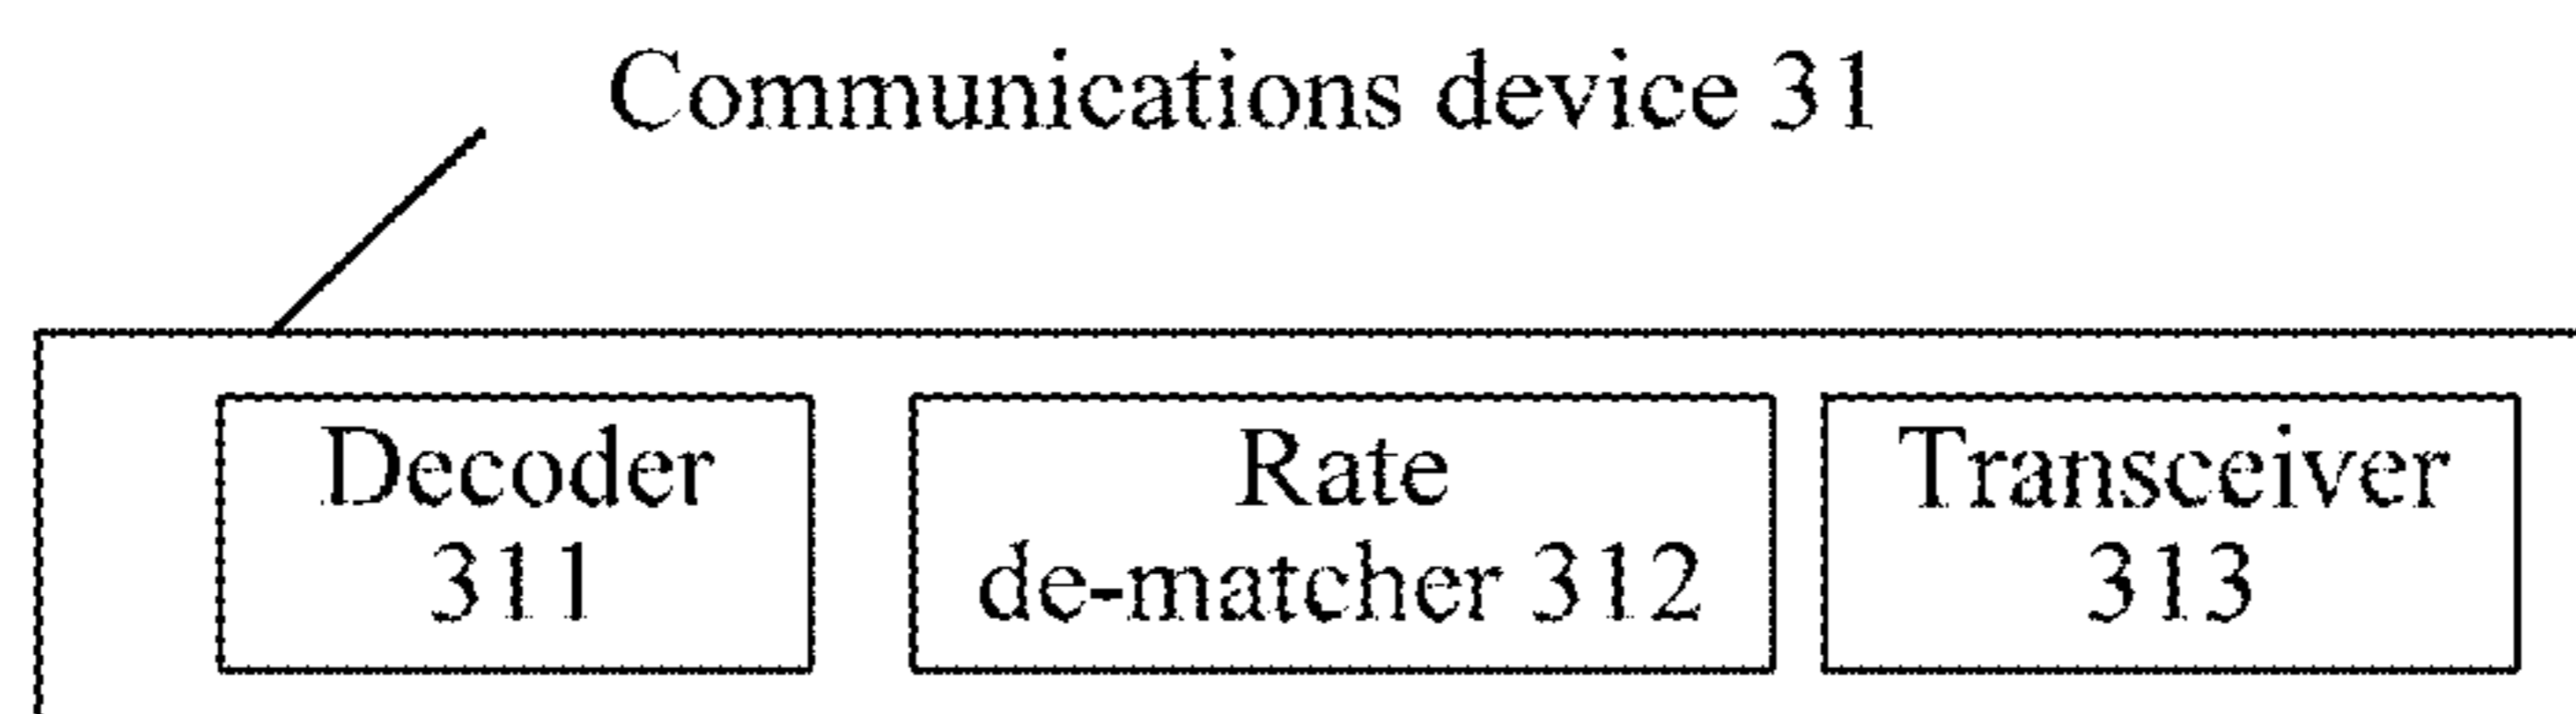 Communications device 31
Decoder
311
Rate
de-matcher 312
Transceiver
313